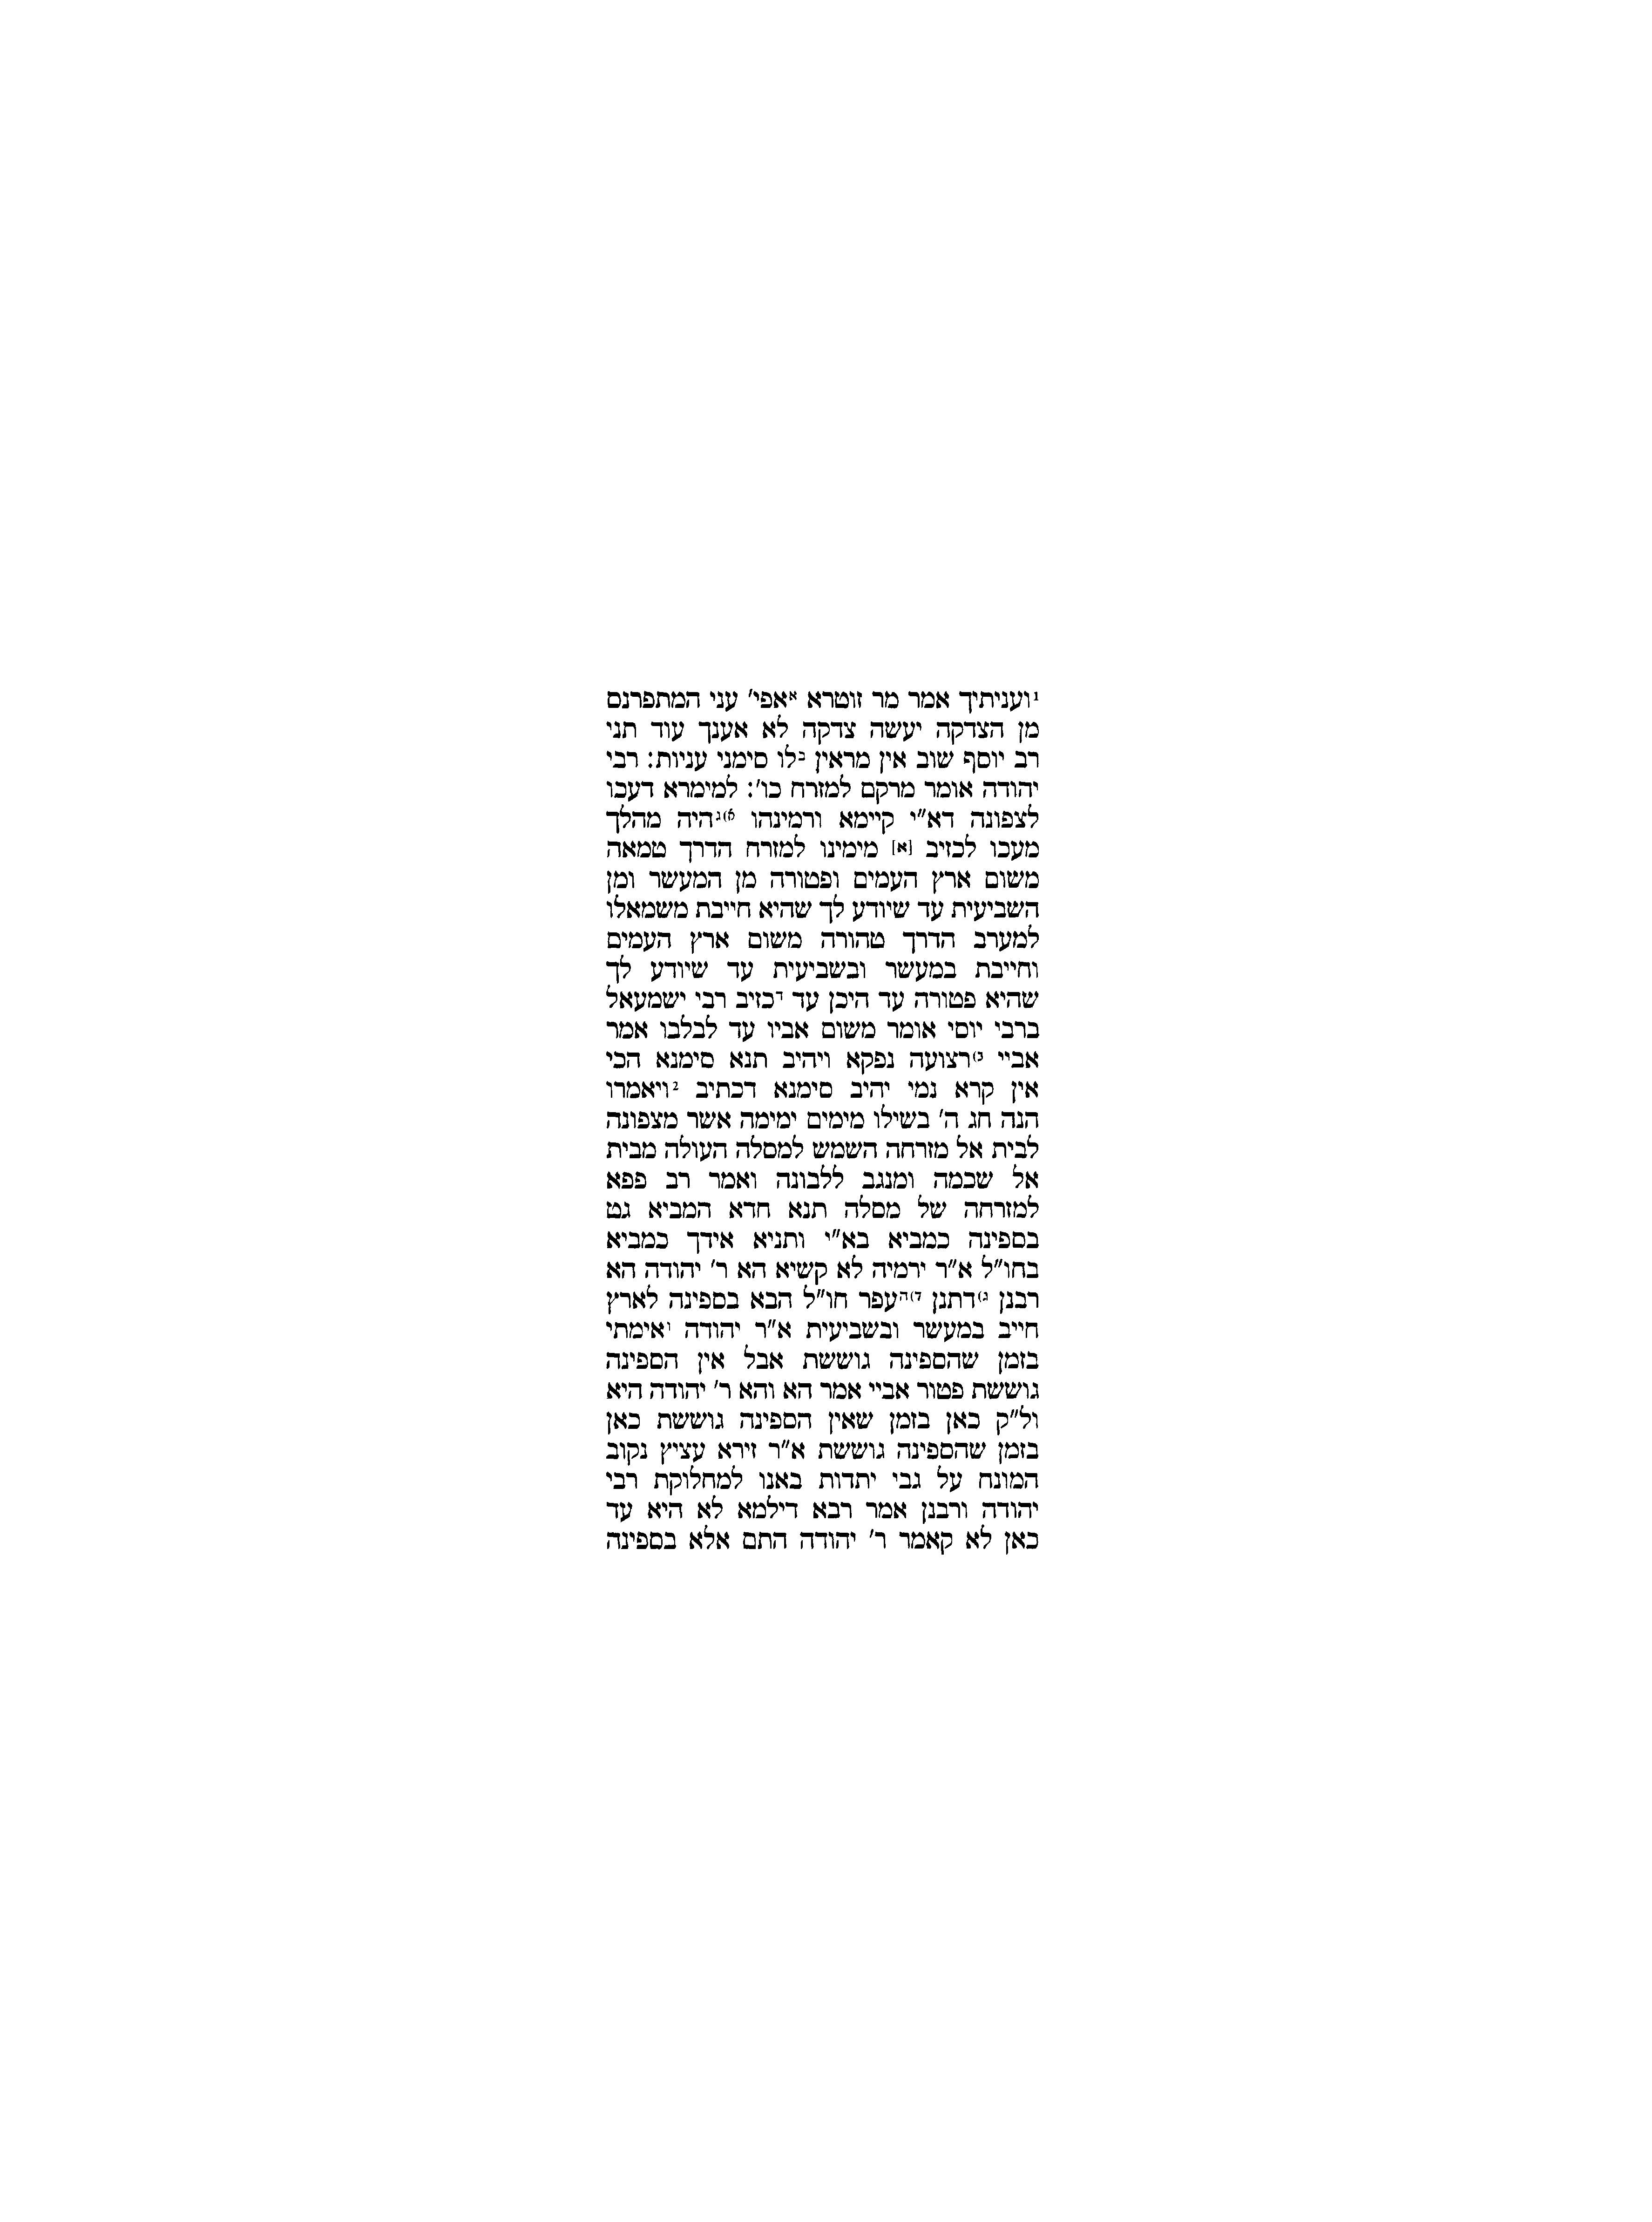 1ועניתיך אמר מר זוטרא אאפי' עני המתפרנס
מן הצדקה יעשה צדקה לא אענך עוד תני
רב יוסף שוב אין מראין בלו סימני עניות: רבי
יהודה אומר מרקם למזרח כו': למימרא דעכו
לצפונה דא"י קיימא ורמינהו א)גהיה מהלך
מעכו לכזיב [א] מימינו למזרח הדרך טמאה
משום ארץ העמים ופטורה מן המעשר ומן
השביעית עד שיודע לך שהיא חייבת משמאלו
למערב הדרך טהורה משום ארץ העמים
וחייבת במעשר ובשביעית עד שיודע לך
שהיא פטורה עד היכן עד דכזיב רבי ישמעאל
ברבי יוסי אומר משום אביו עד לבלבו אמר
אביי ב)רצועה נפקא ויהיב תנא סימנא הכי
אין קרא נמי יהיב סימנא דכתיב 2ויאמרו
הנה חג ה' בשילו מימים ימימה אשר מצפונה
לבית אל מזרחה השמש למסלה העולה מבית
אל שכמה ומנגב ללבונה ואמר רב פפא
למזרחה של מסלה תנא חדא המביא גט
בספינה כמביא בא"י ותניא אידך כמביא
בחו"ל א"ר ירמיה לא קשיא הא ר' יהודה הא
רבנן ג)דתנן ד)העפר חו"ל הבא בספינה לארץ
חייב במעשר ובשביעית א"ר יהודה ואימתי
בזמן שהספינה גוששת אבל אין הספינה
גוששת פטור אביי אמר הא והא ר' יהודה היא
ול"ק כאן בזמן שאין הספינה גוששת כאן
בזמן שהספינה גוששת א"ר זירא עציץ נקוב
המונח על גבי יתדות באנו למחלוקת רבי
יהודה ורבנן אמר רבא דילמא לא היא עד
כאן לא קאמר ר' יהודה התם אלא בספינה